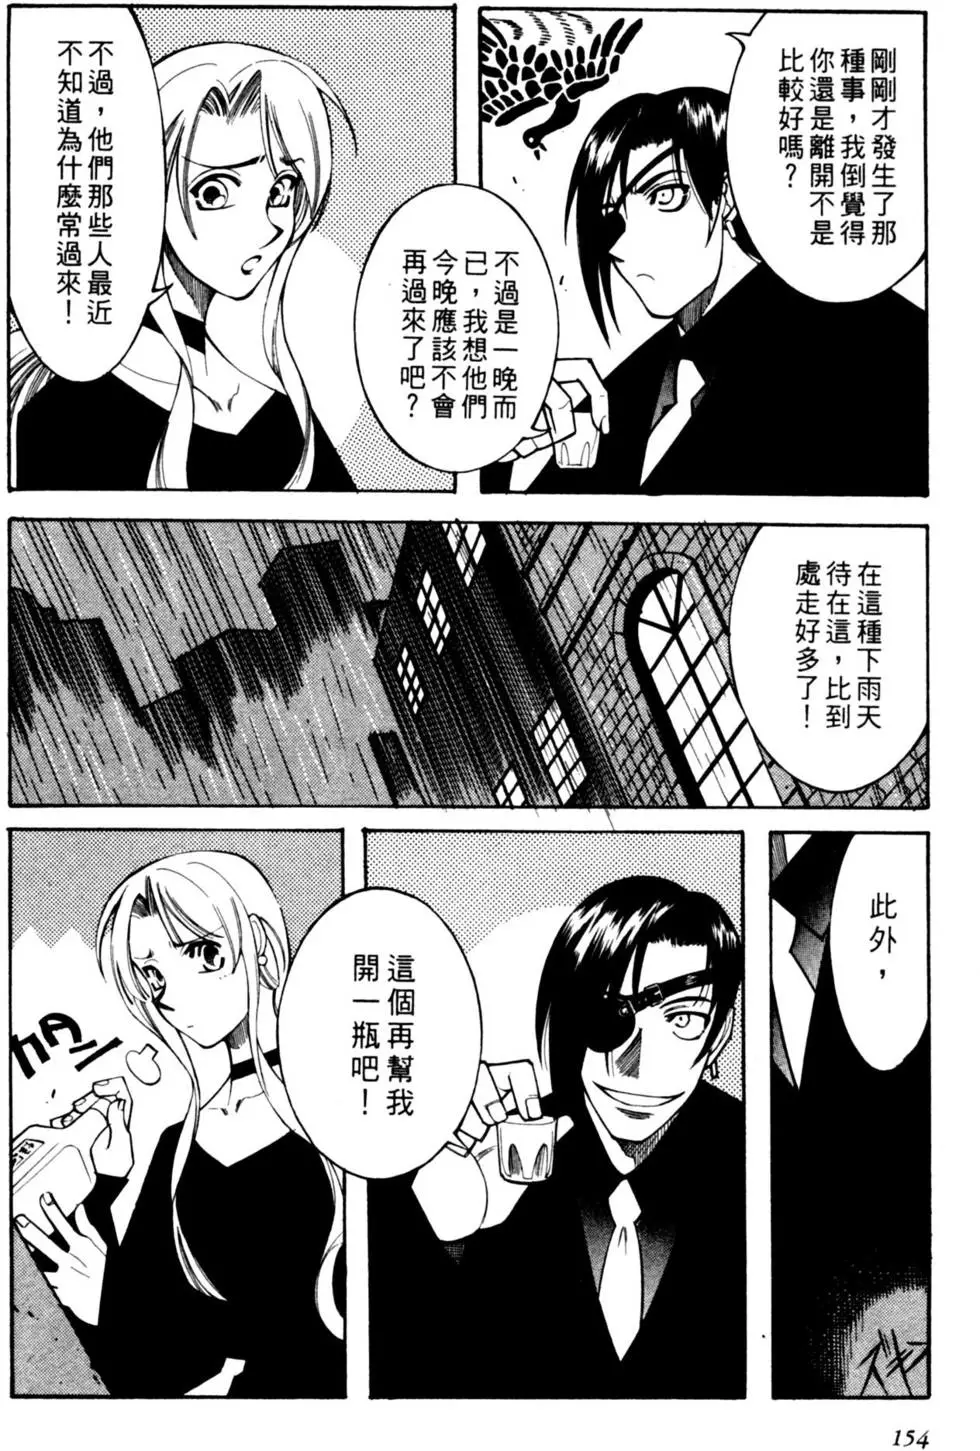 剛剛才發生了那
種事，我倒覺得
你還是離開不是
比較好嗎？
不過是一晚而
已，我想他們
今晚應該不會
再過來了吧？
不過，他們那些人最近
不知道為什麼常過來！
在這種下雨天
待在這，比到
處走好多了！
此外，
ズキッ
這個再幫我
開一瓶吧！
154